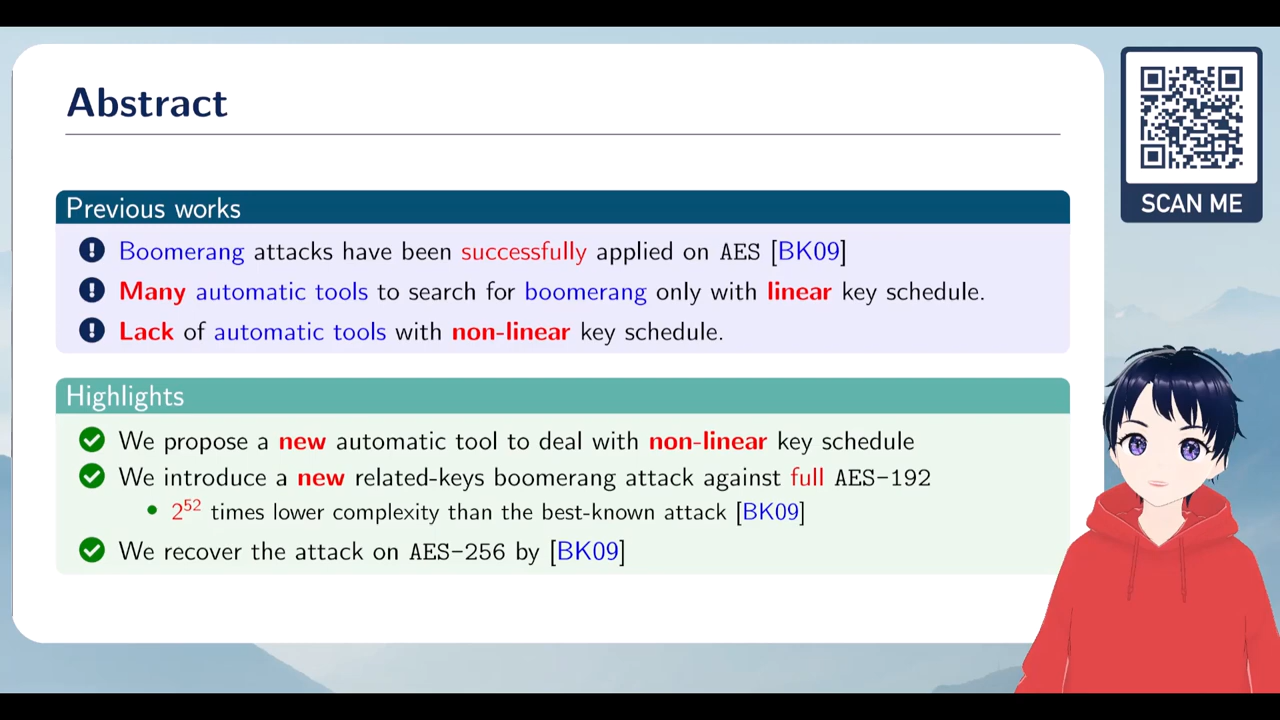 Abstract
Previous works
Boomerang attacks have been successfully applied on AES [BK09]
Many automatic tools to search for boomerang only with linear key schedule.
Lack of automatic tools with non-linear key schedule.
Highlights
We propose a new automatic tool to deal with non-linear key schedule
We introduce a new related-keys boomerang attack against full AES-192
2^52 times lower complexity than the best-known attack [BK09]
We recover the attack on AES-256 by [BK09]
SCAN ME